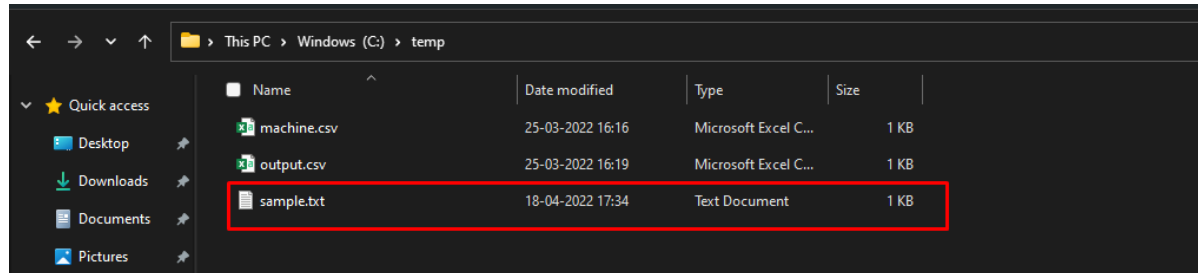 This PC > Windows (C:) > temp
Name Date modified Type Size
Quick access
machine.csv 25-03-2022 16:16 Microsoft Excel C... 1 KB
Desktop
output.csv 25-03-2022 16:19 Microsoft Excel C... 1 KB
Downloads
sample.txt 18-04-2022 17:34 Text Document 1 KB
Documents
Pictures